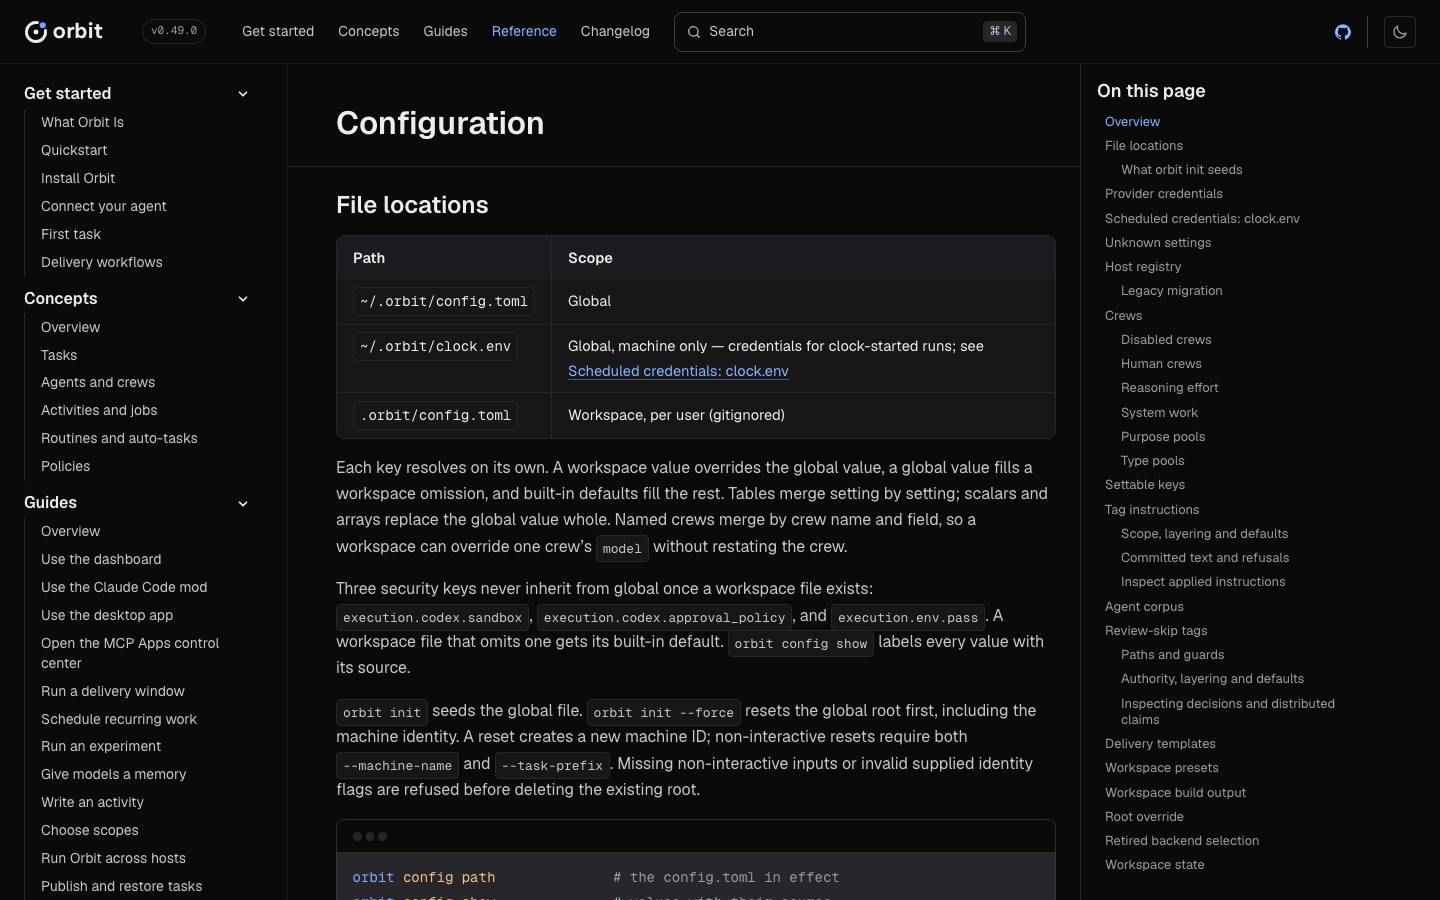 orbit
v0.49.0
Get started
Concepts
Guides
Reference
Changelog
Search
⌘ K
Get started
What Orbit Is
Quickstart
Install Orbit
Connect your agent
First task
Delivery workflows
Concepts
Overview
Tasks
Agents and crews
Activities and jobs
Routines and auto-tasks
Policies
Guides
Overview
Use the dashboard
Use the Claude Code mod
Use the desktop app
Open the MCP Apps control
center
Run a delivery window
Schedule recurring work
Run an experiment
Give models a memory
Write an activity
Choose scopes
Run Orbit across hosts
Publish and restore tasks
Configuration
File locations
Path Scope
~/.orbit/config.toml Global
~/.orbit/clock.env Global, machine only — credentials for clock-started runs; see
Scheduled credentials: clock.env
.orbit/config.toml Workspace, per user (gitignored)
Each key resolves on its own. A workspace value overrides the global value, a global value fills a
workspace omission, and built-in defaults fill the rest. Tables merge setting by setting; scalars and
arrays replace the global value whole. Named crews merge by crew name and field, so a
workspace can override one crew’s model without restating the crew.
Three security keys never inherit from global once a workspace file exists:
execution.codex.sandbox, execution.codex.approval_policy, and execution.env.pass. A
workspace file that omits one gets its built-in default. orbit config show labels every value with
its source.
orbit init seeds the global file. orbit init --force resets the global root first, including the
machine identity. A reset creates a new machine ID; non-interactive resets require both
--machine-name and --task-prefix. Missing non-interactive inputs or invalid supplied identity
flags are refused before deleting the existing root.
orbit config path # the config.toml in effect
orbit config show # values with their source
On this page
Overview
File locations
What orbit init seeds
Provider credentials
Scheduled credentials: clock.env
Unknown settings
Host registry
Legacy migration
Crews
Disabled crews
Human crews
Reasoning effort
System work
Purpose pools
Type pools
Settable keys
Tag instructions
Scope, layering and defaults
Committed text and refusals
Inspect applied instructions
Agent corpus
Review-skip tags
Paths and guards
Authority, layering and defaults
Inspecting decisions and distributed
claims
Delivery templates
Workspace presets
Workspace build output
Root override
Retired backend selection
Workspace state